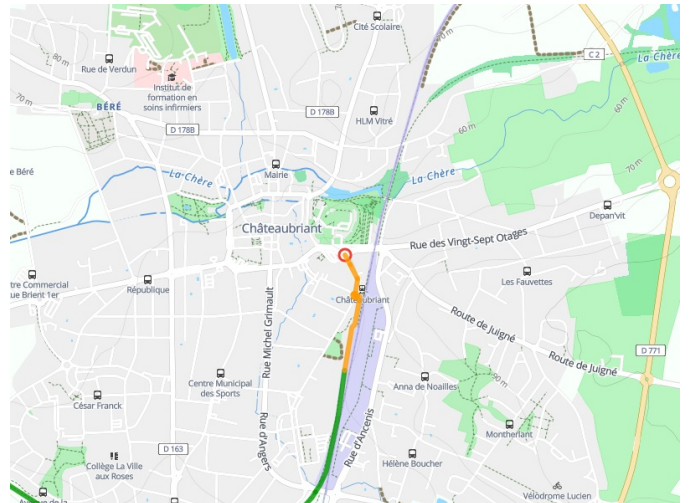 Cité Scolaire
70 m
C 2
La Chère
80 m
Rue de Verdun
Institut de
formation en
soins infirmiers
70 m
BÉRÉ
D 178B
HLM Vitré
60 m
D 178B
60 m
70 m
Mairie
La Chère
La Chère
e Béré
Depan'vit
Châteaubriant
Rue des Vingt-Sept Otages
tre Commercial
ue Brient 1er
République
Châteaubriant
Les Fauvettes
Rue Michel Grimault
Route de Juigné
Route de Juigné
D 771
Centre Municipal
des Sports
Anna de Noailles
90 m
César Franck
Rue d'Angers
Montherlant
D 163
Collège La Ville
aux Roses
Rue d'Ancenis
Hélène Boucher
Vélodrome Lucien